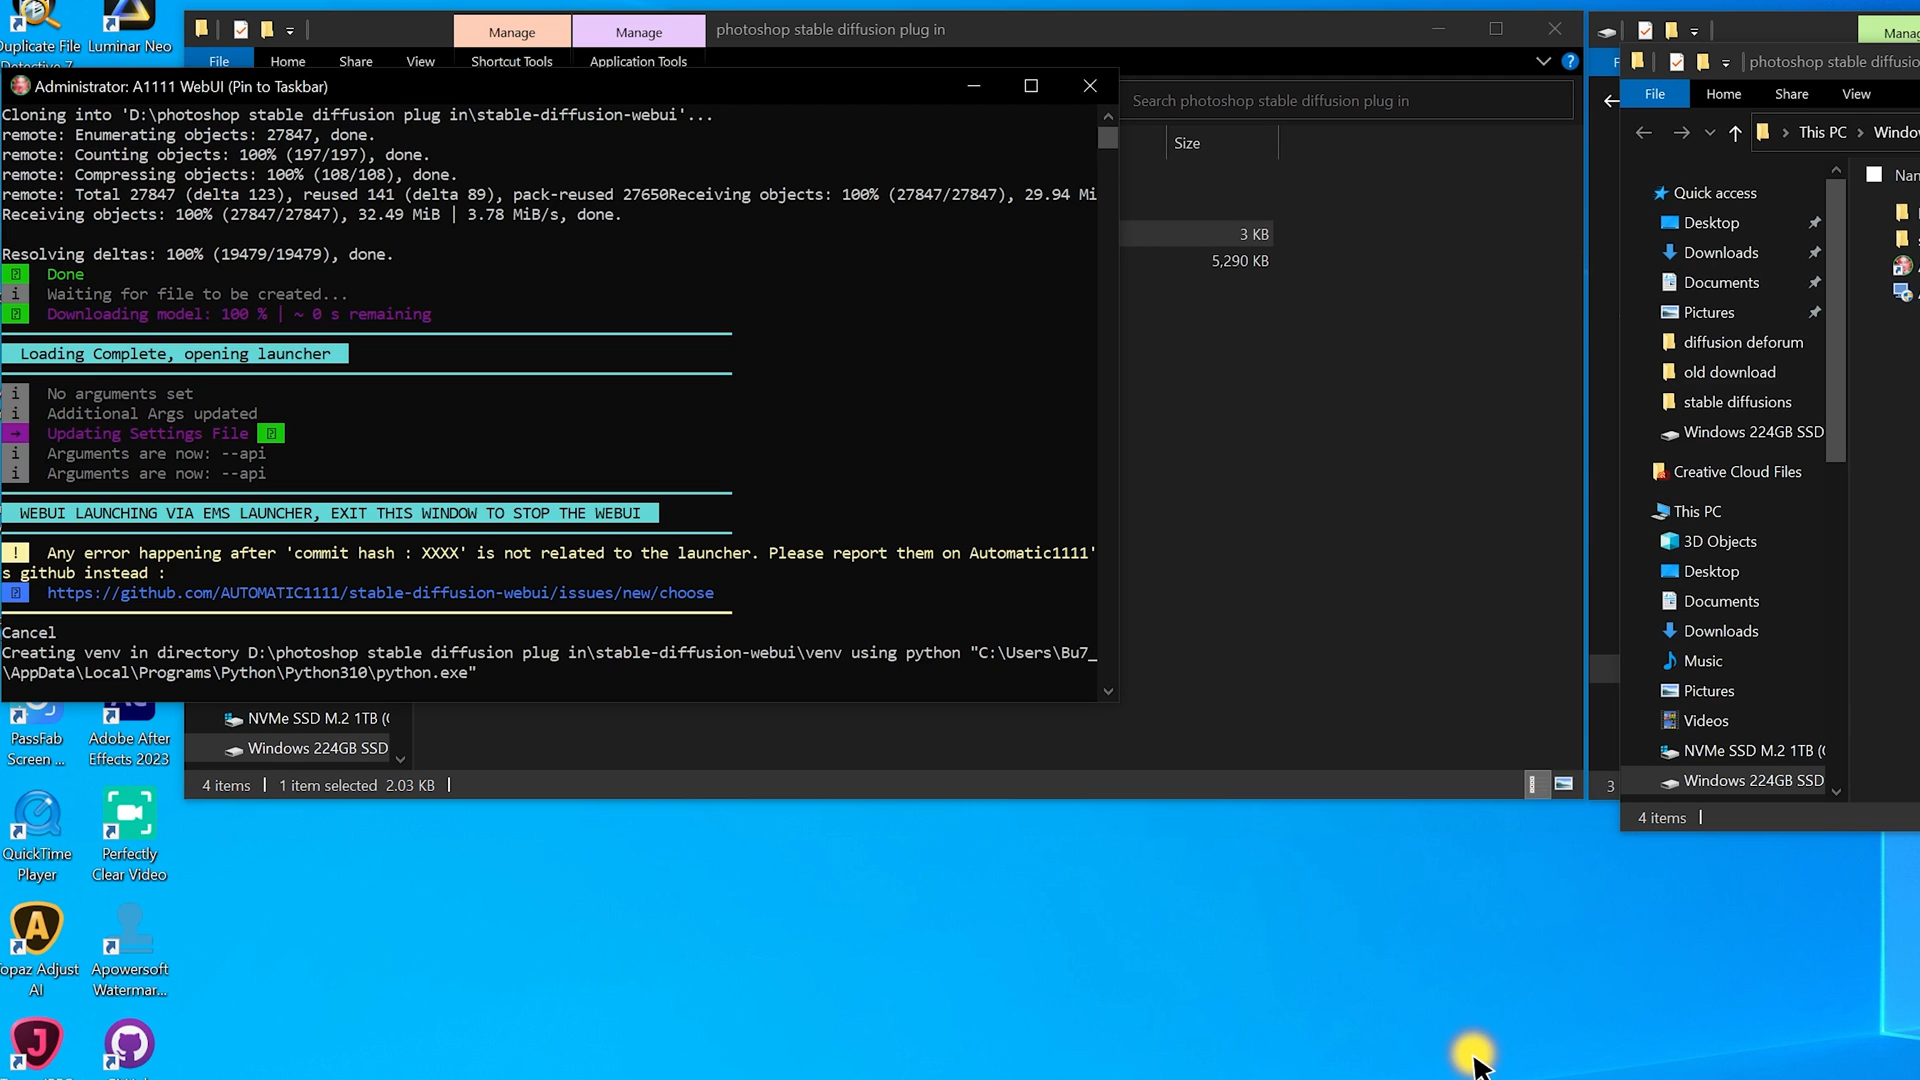 Duplicate File
Luminar Neo
Detective 7
Manage
Manage
photoshop stable diffusion plug in
File
Home
Share
View
Shortcut Tools
Application Tools
Search photoshop stable diffusion plug in
Size
3 KB
5,290 KB
Administrator: A1111 WebUI (Pin to Taskbar)
Cloning into 'D:\photoshop stable diffusion plug in\stable-diffusion-webui'...
remote: Enumerating objects: 27847, done.
remote: Counting objects: 100% (197/197), done.
remote: Compressing objects: 100% (108/108), done.
remote: Total 27847 (delta 123), reused 141 (delta 89), pack-reused 27650Receiving objects: 100% (27847/27847), 29.94 Mi
Receiving objects: 100% (27847/27847), 32.49 MiB | 3.78 MiB/s, done.
Resolving deltas: 100% (19479/19479), done.
Done
i Waiting for file to be created...
Downloading model: 100 % | ~ 0 s remaining
Loading Complete, opening launcher
i No arguments set
i Additional Args updated
→ Updating Settings File
i Arguments are now: --api
i Arguments are now: --api
WEBUI LAUNCHING VIA EMS LAUNCHER, EXIT THIS WINDOW TO STOP THE WEBUI
! Any error happening after 'commit hash : XXXX' is not related to the launcher. Please report them on Automatic1111'
s github instead :
https://github.com/AUTOMATIC1111/stable-diffusion-webui/issues/new/choose
Cancel
Creating venv in directory D:\photoshop stable diffusion plug in\stable-diffusion-webui\venv using python "C:\Users\Bu7_
\AppData\Local\Programs\Python\Python310\python.exe"
NVMe SSD M.2 1TB (
Windows 224GB SSD
4 items
1 item selected 2.03 KB
PassFab
Screen ...
Adobe After
Effects 2023
QuickTime
Player
Perfectly
Clear Video
Topaz Adjust
AI
Apowersoft
Watermar...
3
Manag
photoshop stable diffusio
File
Home
Share
View
This PC
Window
Nam
Quick access
Desktop
Downloads
Documents
Pictures
diffusion deforum
old download
stable diffusions
Windows 224GB SSD
Creative Cloud Files
This PC
3D Objects
Desktop
Documents
Downloads
Music
Pictures
Videos
NVMe SSD M.2 1TB (
Windows 224GB SSD
4 items